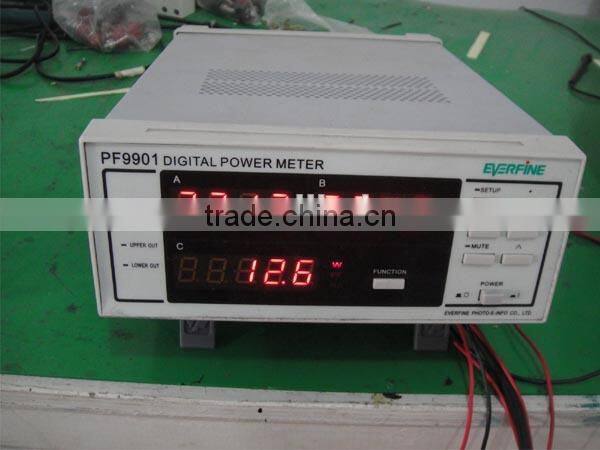 PF9901 DIGITAL POWER METER
EVERFINE
A
B
SETUP
trade.china.cn
UPPER OUT
LOWER OUT
C
12.6
W
FUNCTION
MUTE
POWER
EVERFINE PHOTO-E-INFO CO., LTD.